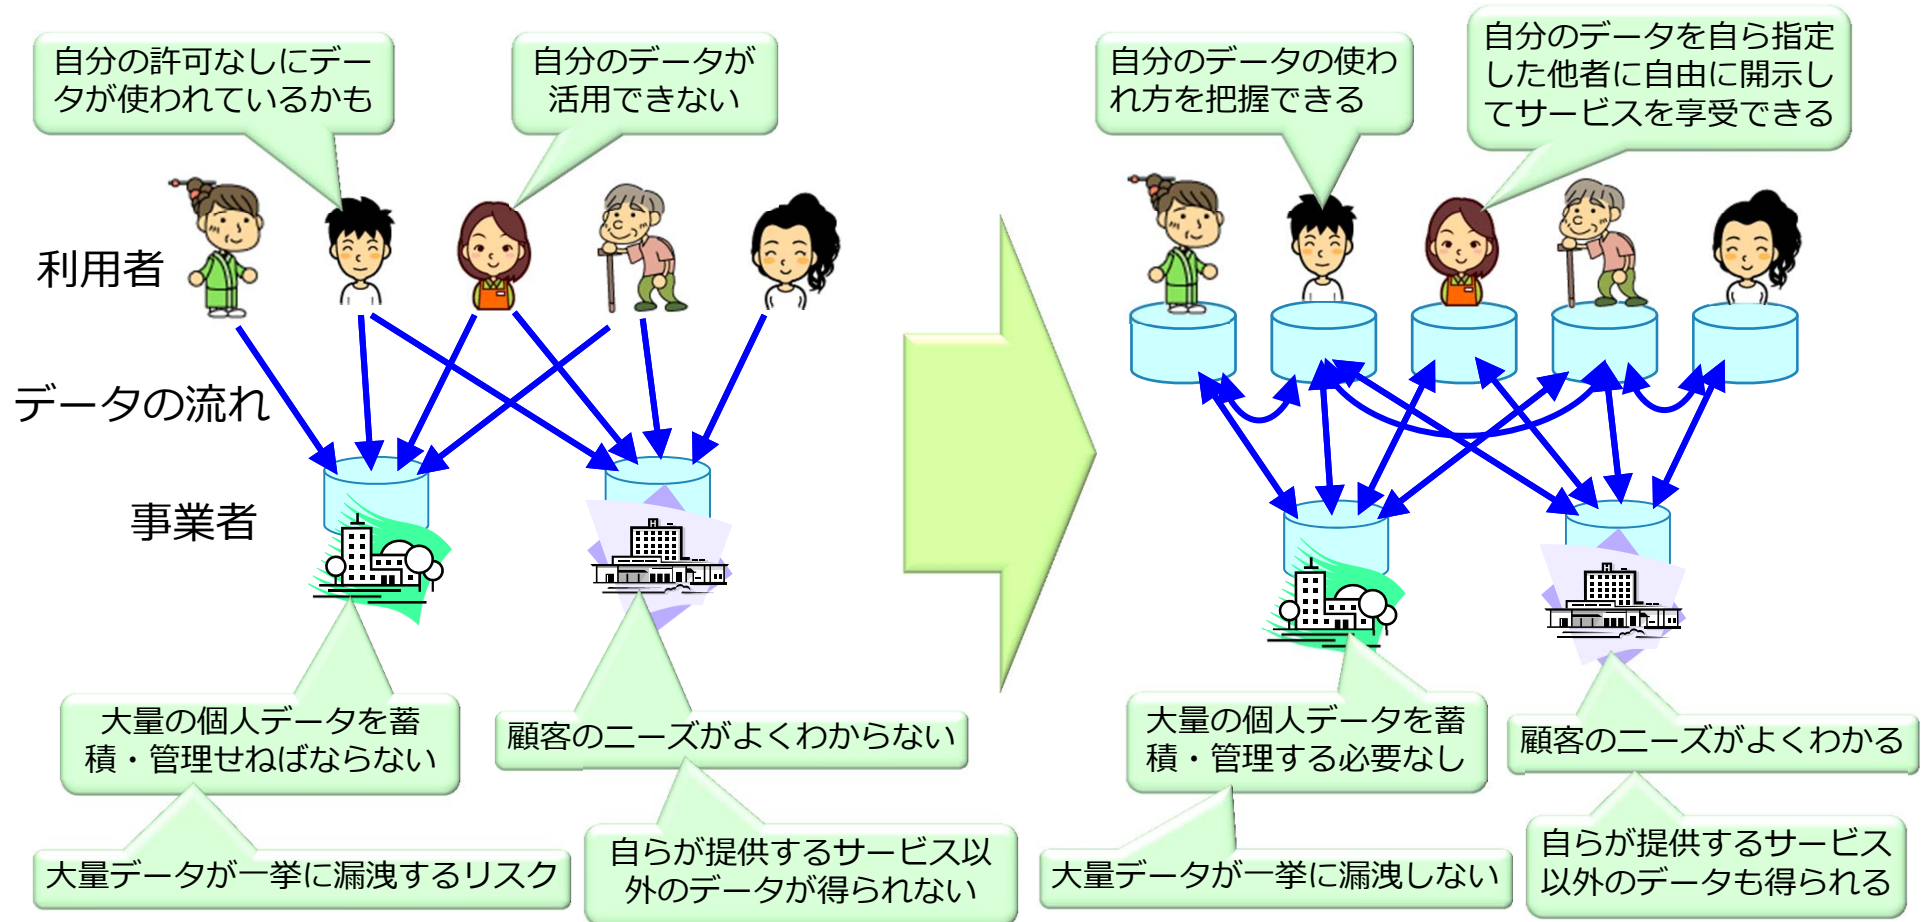 自分の許可なしにデー
タが使われているかも
自分のデータが
活用できない
利用者
データの流れ
事業者
大量の個人データを蓄
積・管理せねばならない
顧客のニーズがよくわからない
大量データが一挙に漏洩するリスク
自らが提供するサービス以
外のデータが得られない
自分のデータの使わ
れ方を把握できる
自分のデータを自ら指定
した他者に自由に開示し
てサービスを享受できる
大量の個人データを蓄
積・管理する必要なし
顧客のニーズがよくわかる
大量データが一挙に漏洩しない
自らが提供するサービス
以外のデータも得られる